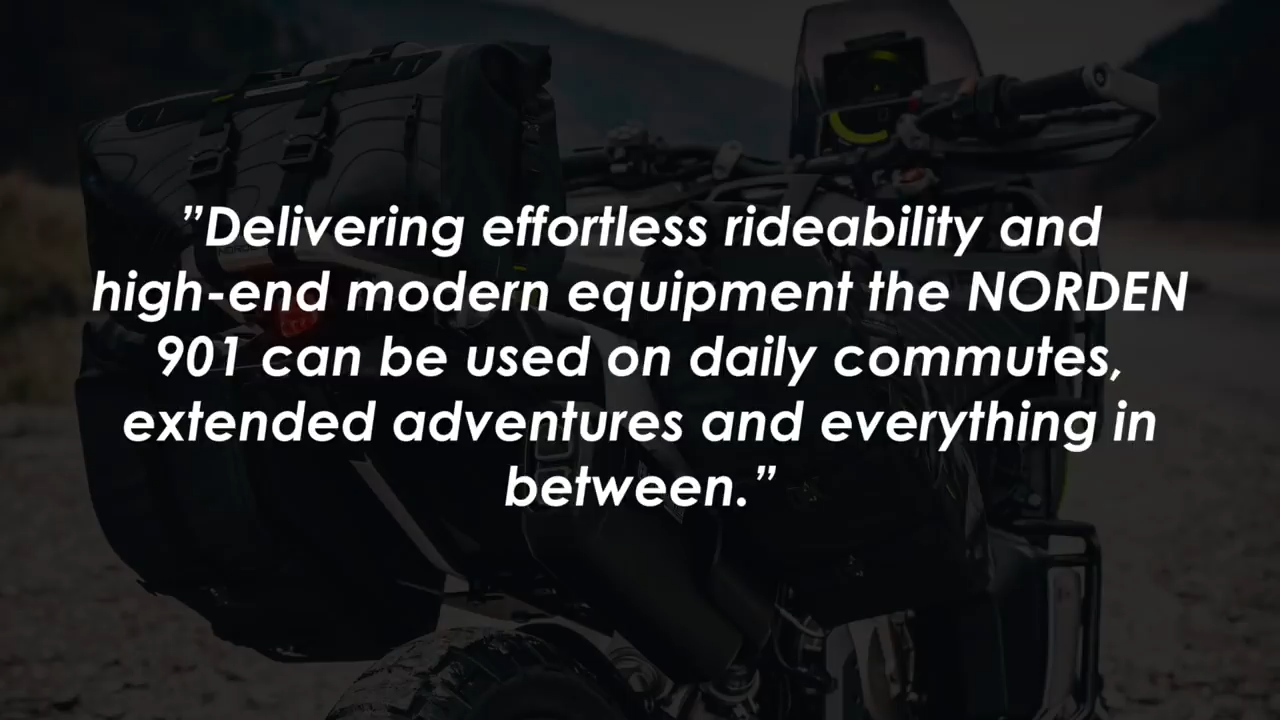 ”Delivering effortless rideability and
high-end modern equipment the NORDEN
901 can be used on daily commutes,
extended adventures and everything in
between.”